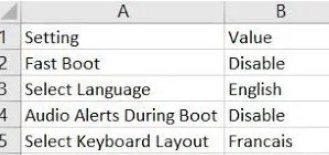 A B
1 Setting Value
2 Fast Boot Disable
3 Select Language English
4 Audio Alerts During Boot Disable
5 Select Keyboard Layout Francais